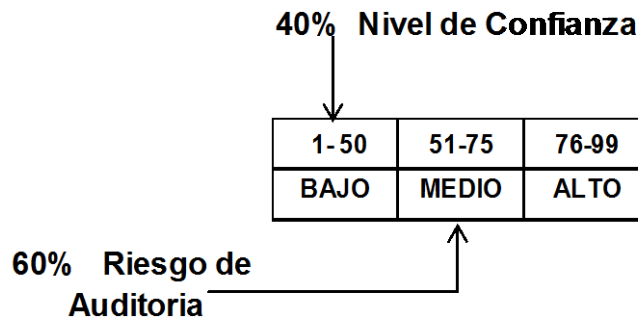 40% Nivel de Confianza
1-50 51-75 76-99
BAJO MEDIO ALTO
60% Riesgo de
Auditoria